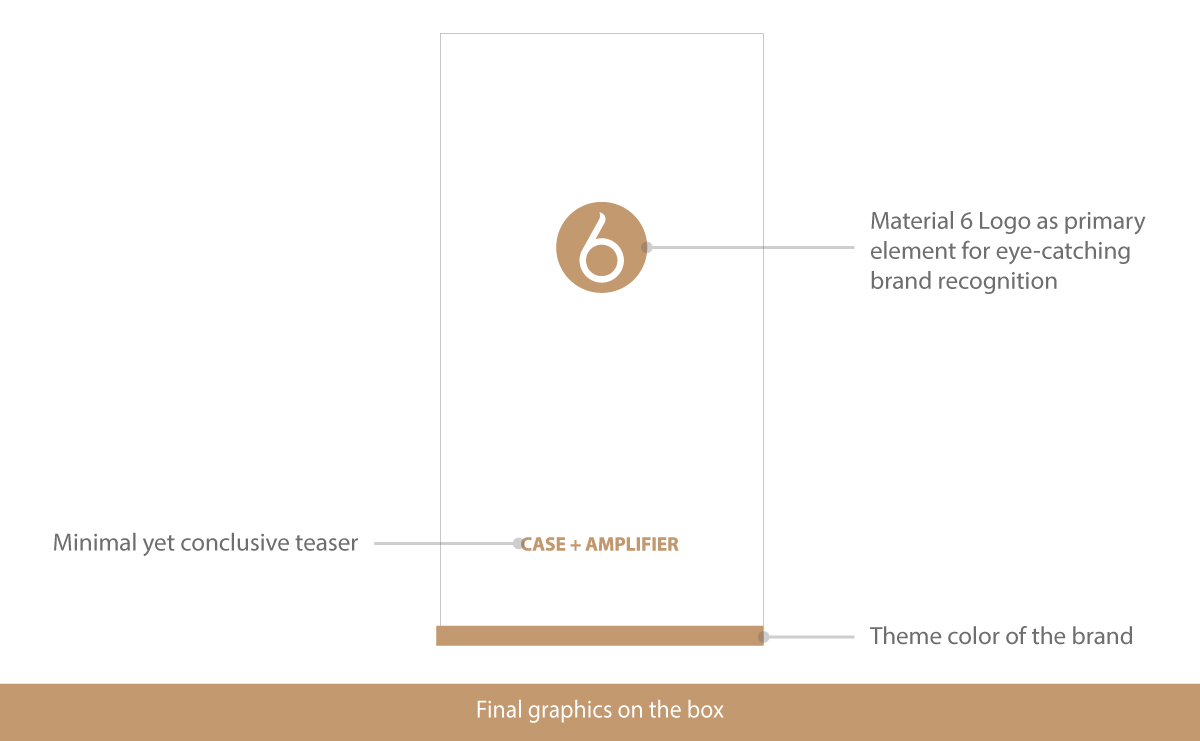 6
Material 6 Logo as primary
element for eye-catching
brand recognition
Minimal yet conclusive teaser
CASE + AMPLIFIER
Theme color of the brand
Final graphics on the box